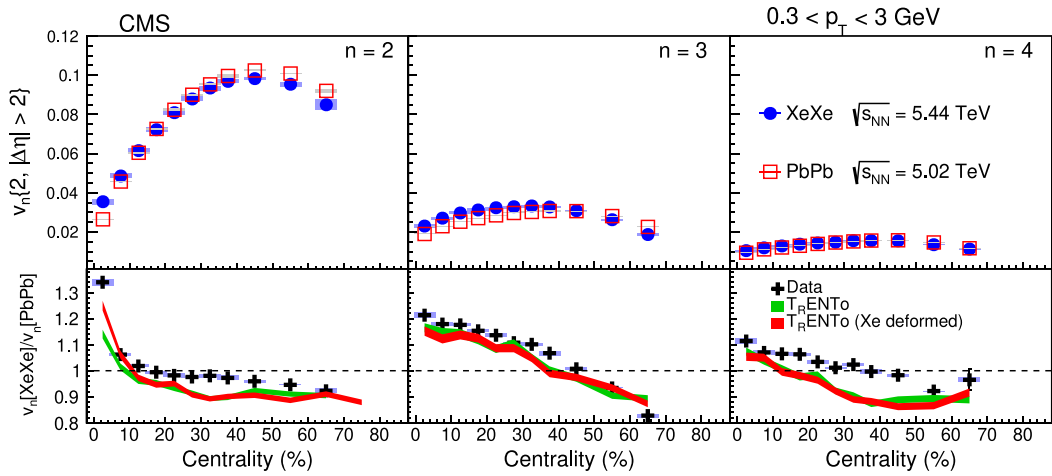 CMS
0.3 < p_T < 3 GeV
v_n{2, |Δη| > 2}
0.12
0.1
0.08
0.06
0.04
0.02
n = 2
n = 3
n = 4
XeXe √s_NN = 5.44 TeV
PbPb √s_NN = 5.02 TeV
v_n[XeXe]/v_n[PbPb]
1.3
1.2
1.1
1
0.9
0.8
Data
T_RENTo
T_RENTo (Xe deformed)
0 10 20 30 40 50 60 70 80
0 10 20 30 40 50 60 70 80
0 10 20 30 40 50 60 70 80
Centrality (%)
Centrality (%)
Centrality (%)